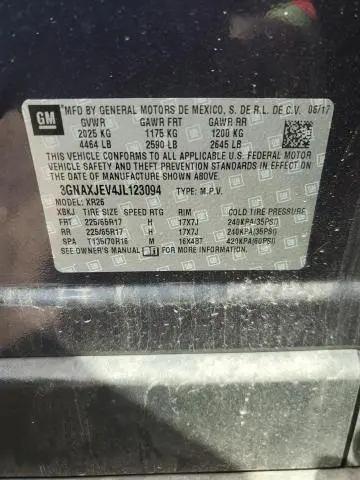 GM MFD BY GENERAL MOTORS DE MEXICO, S. DE R.L. DE C.V. 06/17
GVWR GAWR FRT GAWR RR
2025 KG 1175 KG 1200 KG
4464 LB 2590 LB 2645 LB
THIS VEHICLE CONFORMS TO ALL APPLICABLE U.S. FEDERAL MOTOR
VEHICLE SAFETY AND THEFT PREVENTION STANDARDS IN EFFECT
ON THE DATE OF MANUFACTURE SHOWN ABOVE.
3GNAXJEV4JL123094 TYPE: M.P.V.
MODEL: XR26
XBKJ TIRE SIZE SPEED RTG RIM COLD TIRE PRESSURE
FRT 225/65R17 H 17X7J 240KPA(35PSI)
RR 225/65R17 H 17X7J 240KPA(35PSI)
SPA T135/70R16 M 16X4BT 420KPA(60PSI)
SEE OWNER'S MANUAL FOR MORE INFORMATION.